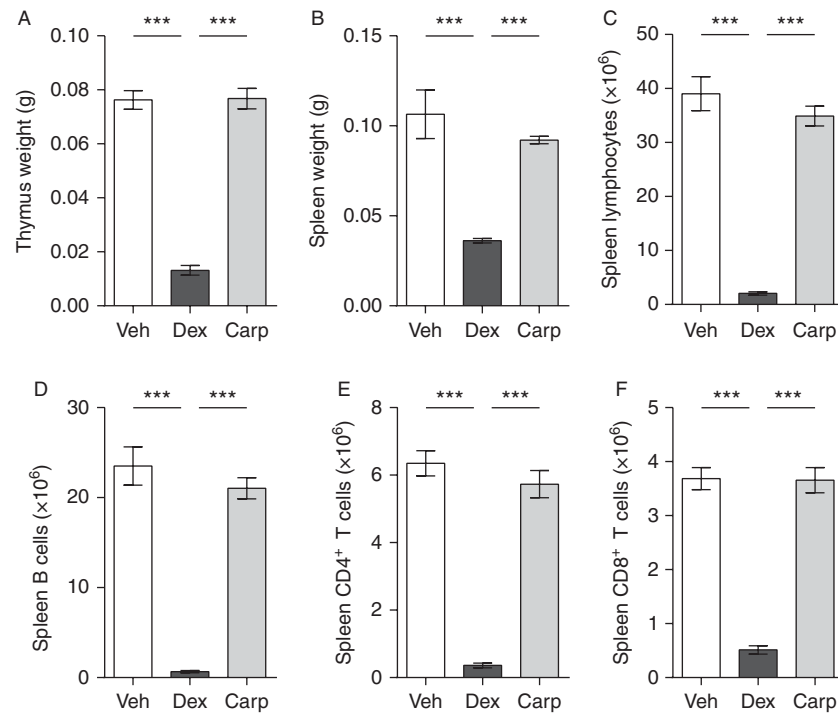 A
***
***
Thymus weight (g)
0.10
0.08
0.06
0.04
0.02
0.00
Veh Dex Carp
B
***
***
Spleen weight (g)
0.15
0.10
0.05
0.00
Veh Dex Carp
C
***
***
Spleen lymphocytes (×10⁶)
50
40
30
20
10
0
Veh Dex Carp
D
***
***
Spleen B cells (×10⁶)
30
20
10
0
Veh Dex Carp
E
***
***
Spleen CD4⁺ T cells (×10⁶)
8
6
4
2
0
Veh Dex Carp
F
***
***
Spleen CD8⁺ T cells (×10⁶)
5
4
3
2
1
0
Veh Dex Carp